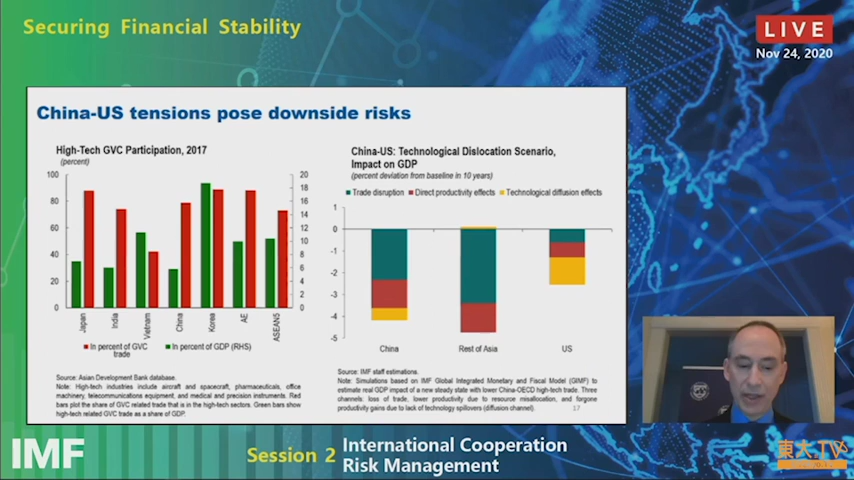 Securing Financial Stability
LIVE
Nov 24, 2020
China-US tensions pose downside risks
High-Tech GVC Participation, 2017
(percent)
100
80
60
40
20
0
20
18
16
14
12
10
8
6
4
2
0
Japan
India
Vietnam
China
Korea
AE
ASEAN5
In percent of GVC trade
In percent of GDP (RHS)
Source: Asian Development Bank database.
Note: High-tech industries include aircraft and spacecraft, pharmaceuticals, office
machinery, telecommunications equipment, and medical and precision instruments. Red
bars plot the share of GVC related trade that is in the high-tech sectors. Green bars show
high-tech related GVC trade as a share of GDP.
China-US: Technological Dislocation Scenario,
Impact on GDP
(percent deviation from baseline in 10 years)
Trade disruption
Direct productivity effects
Technological diffusion effects
1
0
-1
-2
-3
-4
-5
China
Rest of Asia
US
Source: IMF staff estimations.
Note: Simulations based on IMF Global Integrated Monetary and Fiscal Model (GIMF) to
estimate real GDP impact of a new steady state with lower China-OECD high-tech trade. Three
channels: loss of trade, lower productivity due to resource misallocation, and forgone
productivity gains due to lack of technology spillovers (diffusion channel).
17
IMF
Session 2
International Cooperation
Risk Management
東大TV